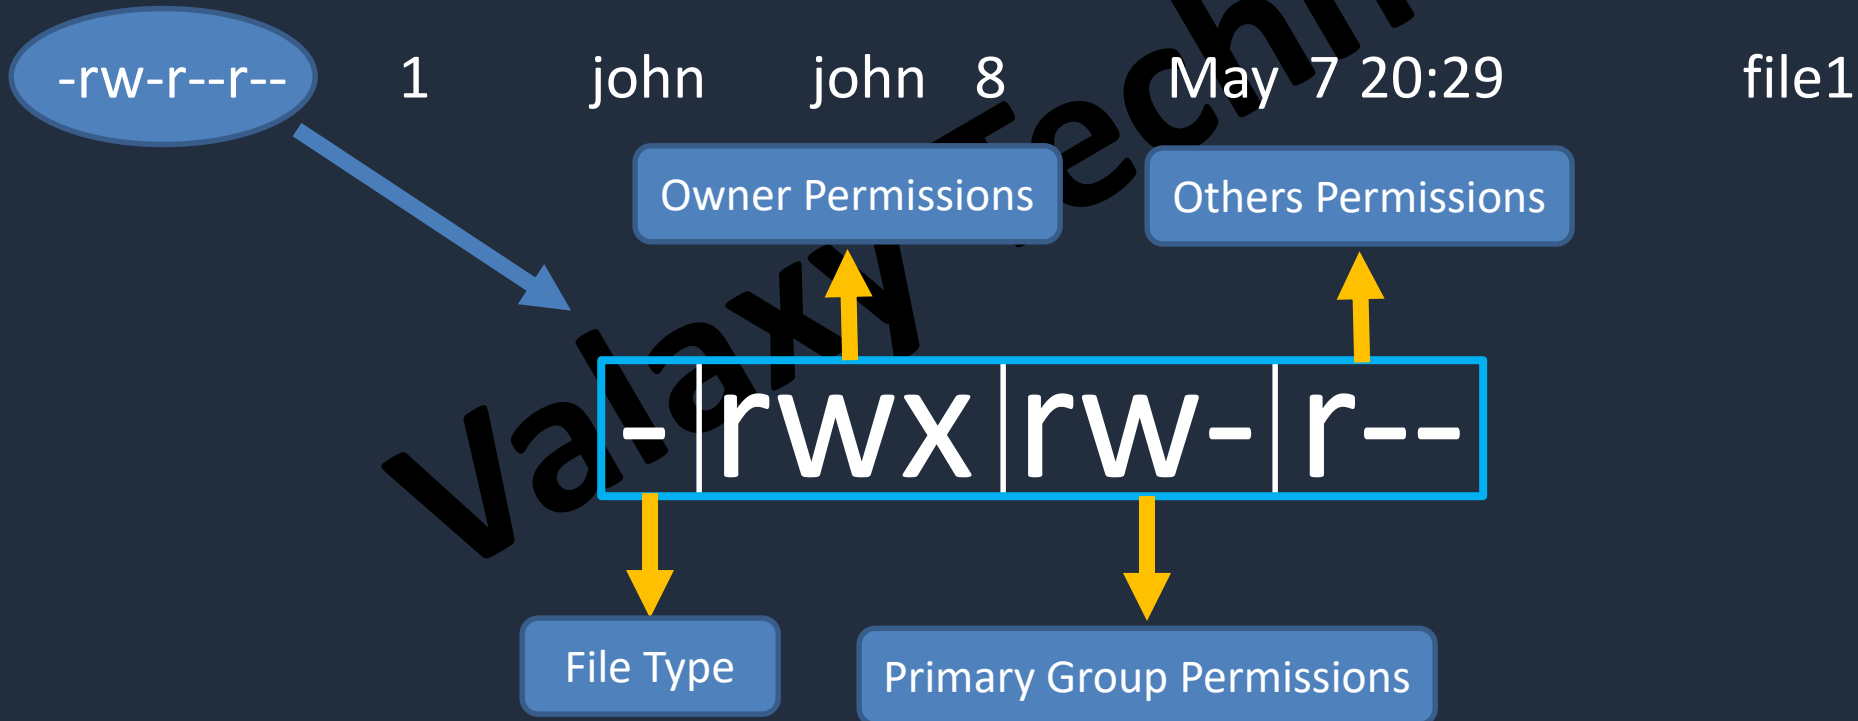 -rw-r--r-- 1 john john 8 May 7 20:29 file1
Owner Permissions Others Permissions
- rwx rw- r--
File Type Primary Group Permissions
Valaxy